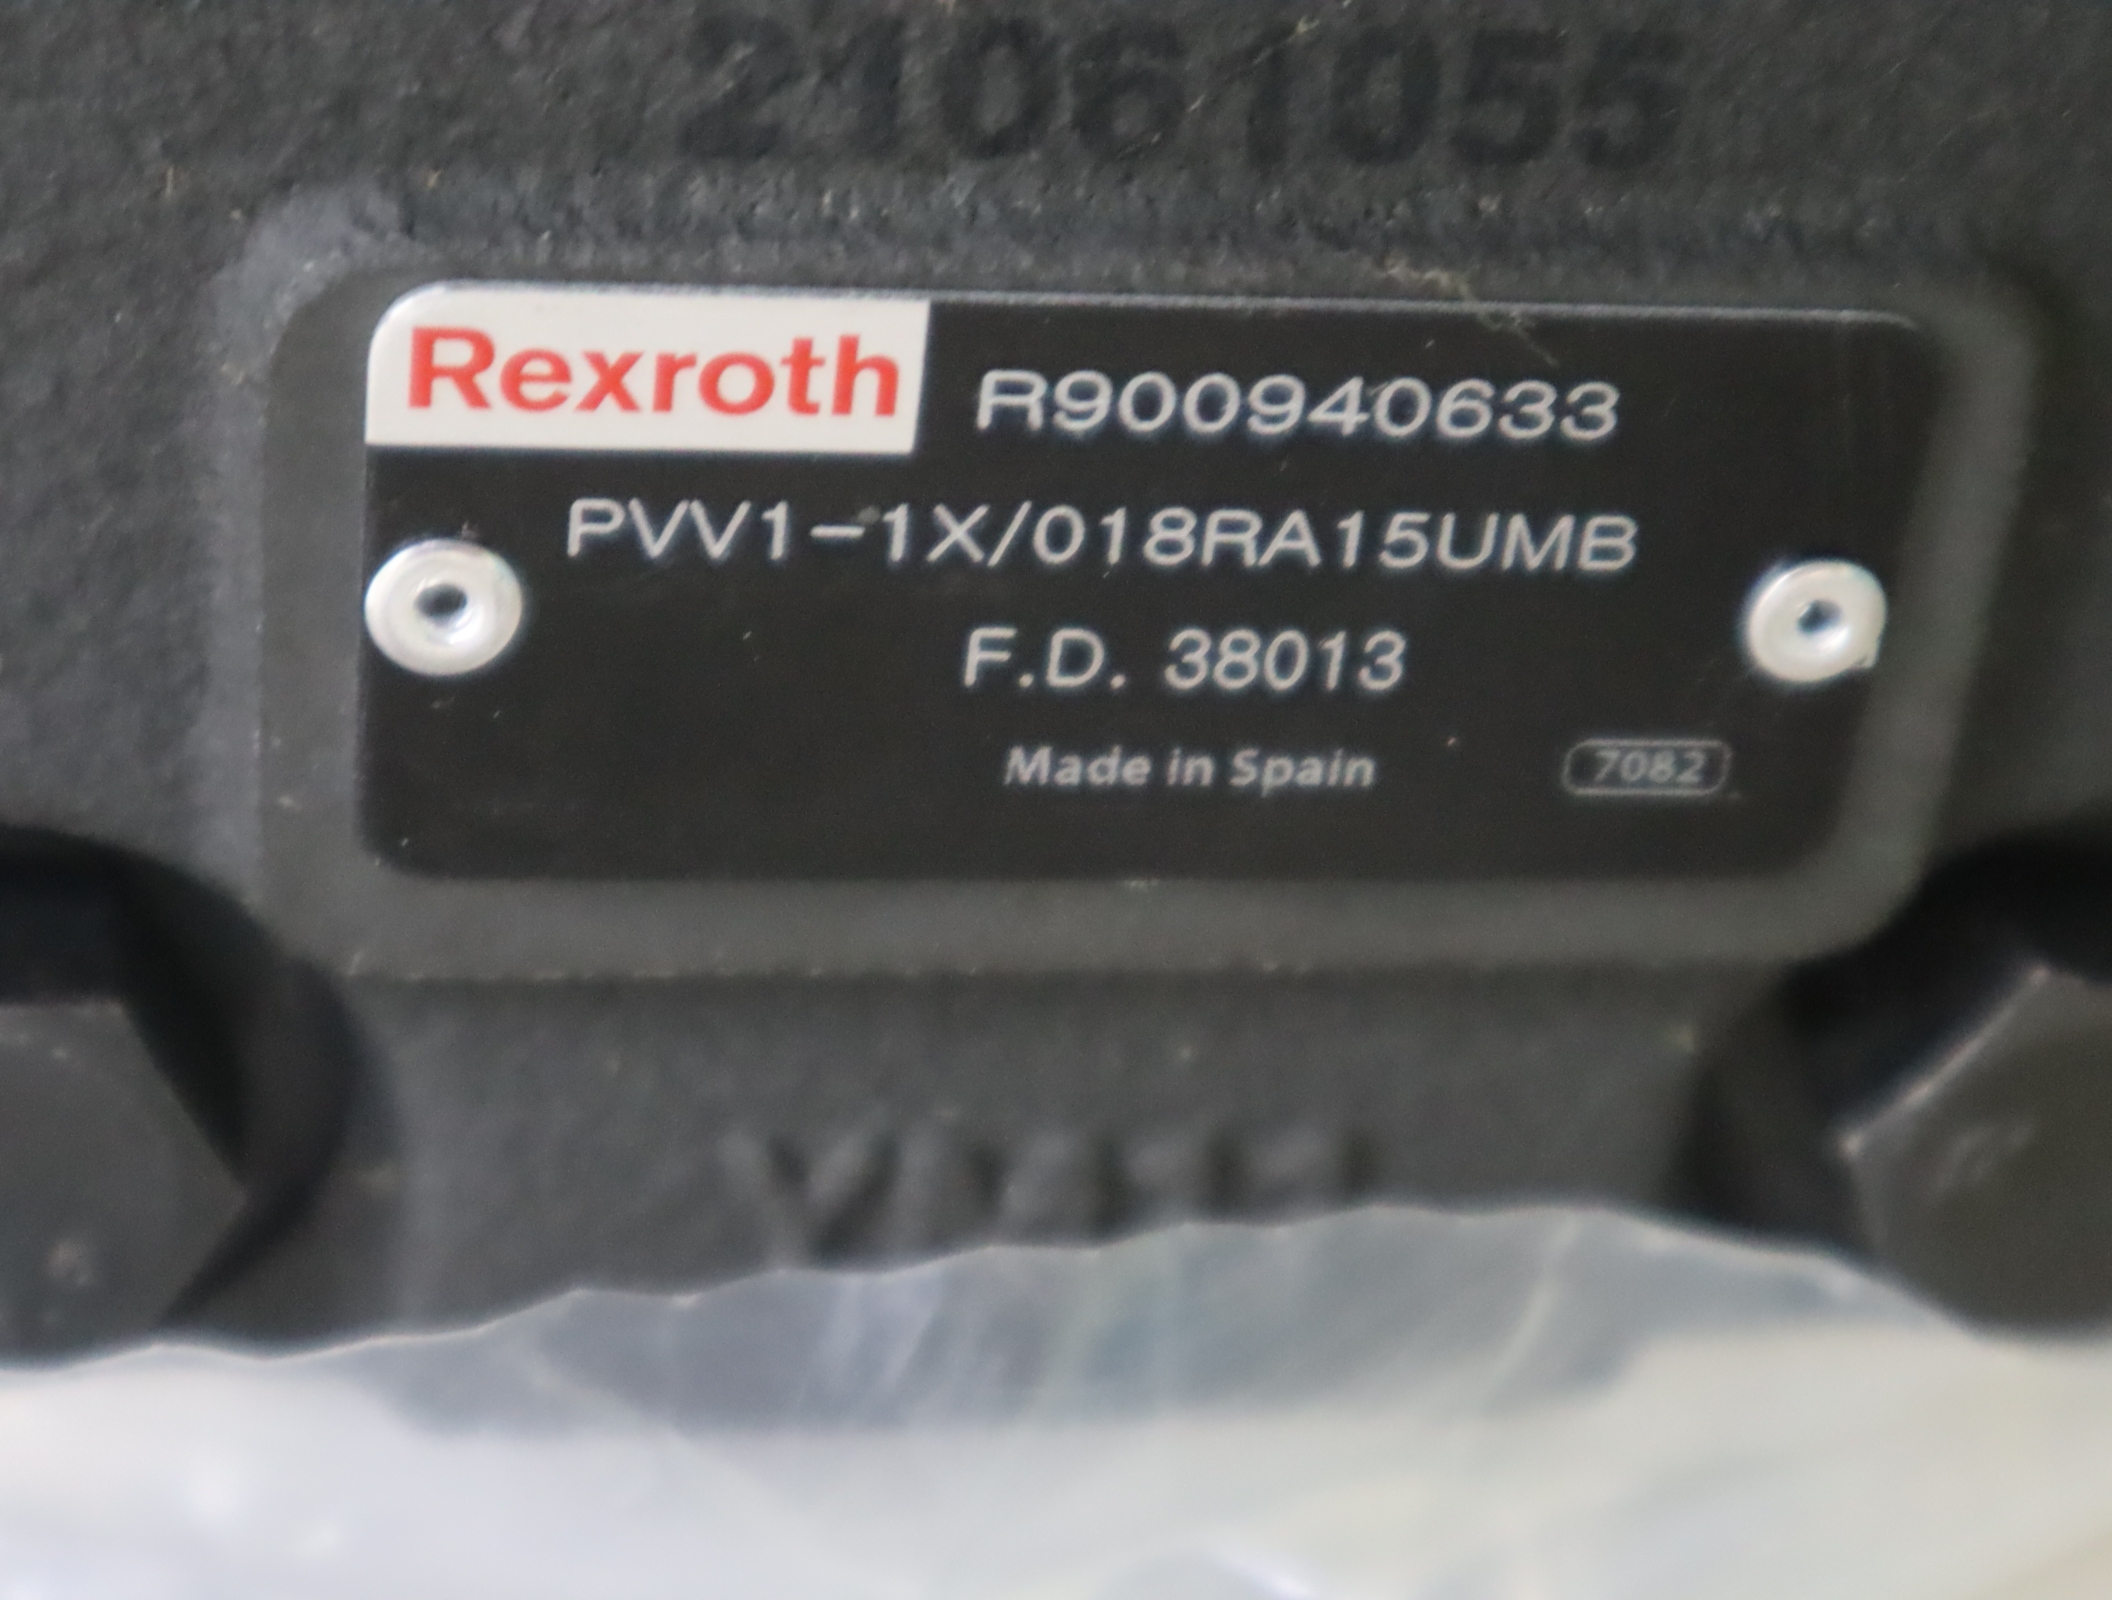 21061055
Rexroth R900940633
PVV1-1X/018RA15UMB
F.D. 38013
Made in Spain 7082